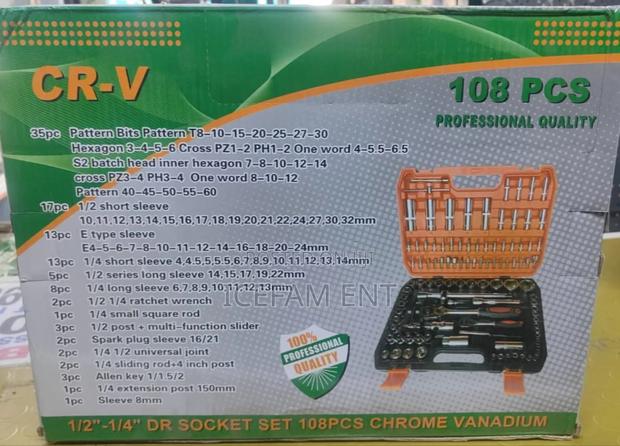 CR-V
108 PCS
PROFESSIONAL QUALITY
35pc Pattern Bits Pattern T8-10-15-20-25-27-30
Hexagon 3-4-5-6 Cross PZ1-2 PH1-2 One word 4-5.5-6.5
S2 batch head inner hexagon 7-8-10-12-14
cross PZ3-4 PH3-4 One word 8-10-12
Pattern 40-45-50-55-60
17pc 1/2 short sleeve
10,11,12,13,14,15,16,17,18,19,20,21,22,24,27,30,32mm
13pc E.type sleeve
E4-5-6-7-8-10-11-12-14-16-18-20-24mm
13pc 1/4 short sleeve 4,4.5,5,5.5,6,7,8,9,10,11,12,13,14mm
5pc 1/2 series long sleeve 14,15,17,19,22mm
8pc 1/4 long sleeve 6,7,8,9,10,11,12,13mm
2pc 1/2 1/4 ratchet wrench
1pc 1/4 small square rod
3pc 1/2 post + multi-function slider
2pc Spark plug sleeve 16/21
2pc 1/4 1/2 universal joint
2pc 1/4 sliding rod+4 inch post
3pc Allen key 1/1.5/2
1pc 1/4 extension post 150mm
1pc Sleeve 8mm
ICEFAM ENT
100%
PROFESSIONAL
QUALITY
1/2"-1/4" DR SOCKET SET 108PCS CHROME VANADIUM